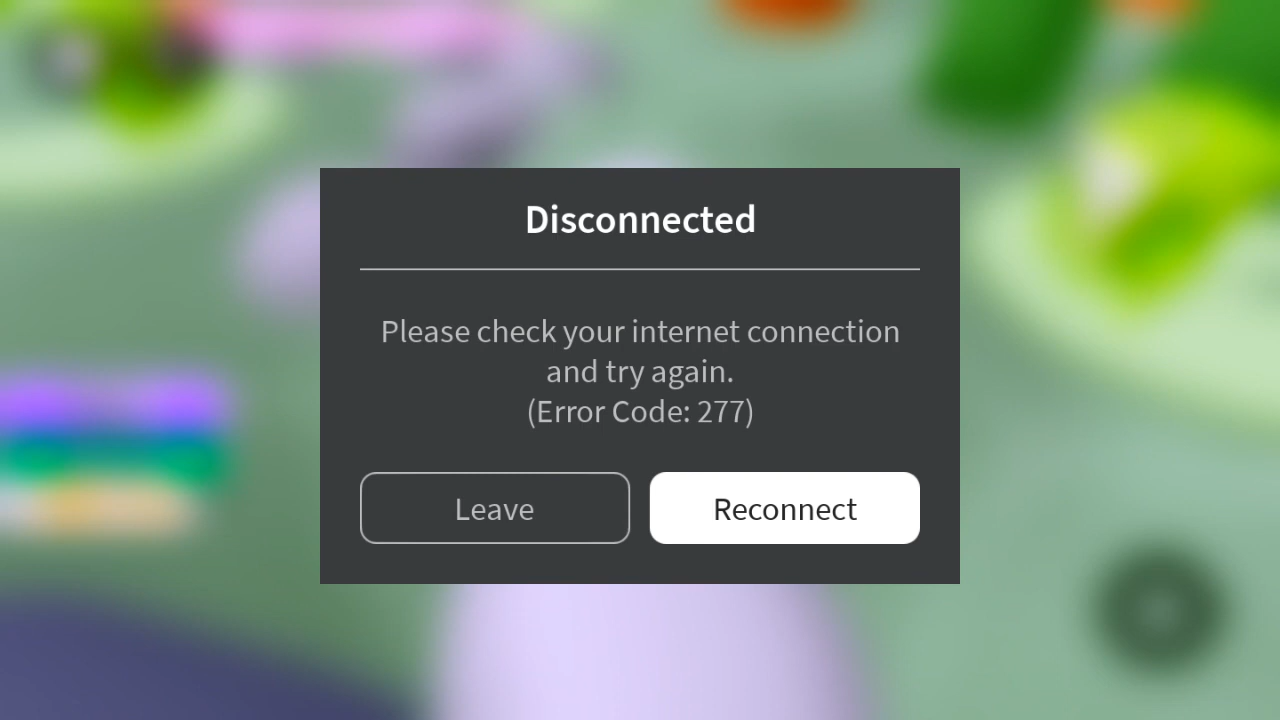 Disconnected
Please check your internet connection
and try again.
(Error Code: 277)
Leave
Reconnect